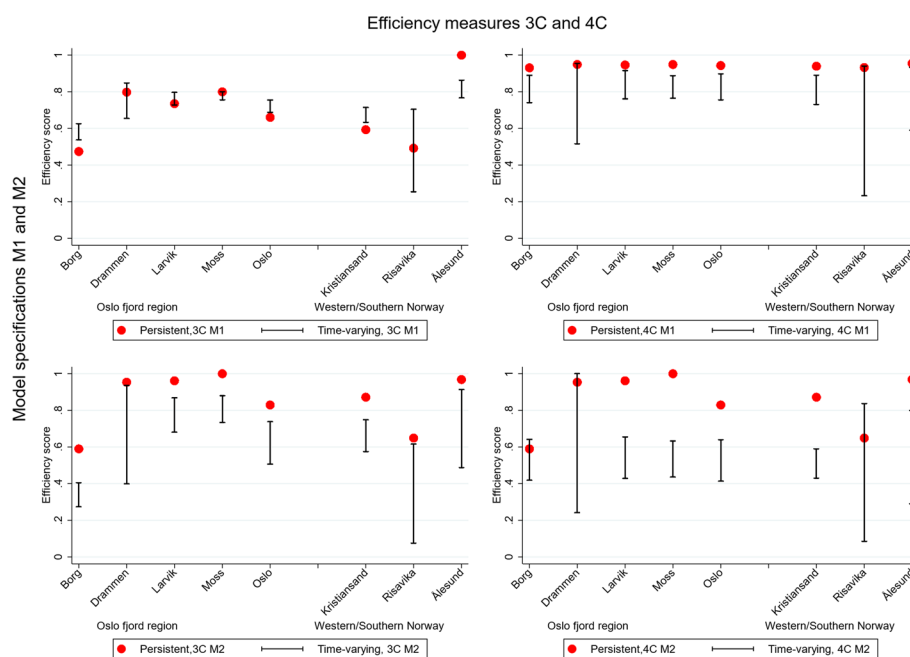 Efficiency measures 3C and 4C
Model specifications M1 and M2
Efficiency score
1
.8
.6
.4
.2
0
Borg
Drammen
Larvik
Moss
Oslo
Kristiansand
Risavika
Ålesund
Oslo fjord region
Western/Southern Norway
Persistent,3C M1
Time-varying, 3C M1
Efficiency score
1
.8
.6
.4
.2
0
Borg
Drammen
Larvik
Moss
Oslo
Kristiansand
Risavika
Ålesund
Oslo fjord region
Western/Southern Norway
Persistent,4C M1
Time-varying, 4C M1
Efficiency score
1
.8
.6
.4
.2
0
Borg
Drammen
Larvik
Moss
Oslo
Kristiansand
Risavika
Ålesund
Oslo fjord region
Western/Southern Norway
Persistent,3C M2
Time-varying, 3C M2
Efficiency score
1
.8
.6
.4
.2
0
Borg
Drammen
Larvik
Moss
Oslo
Kristiansand
Risavika
Ålesund
Oslo fjord region
Western/Southern Norway
Persistent,4C M2
Time-varying, 4C M2